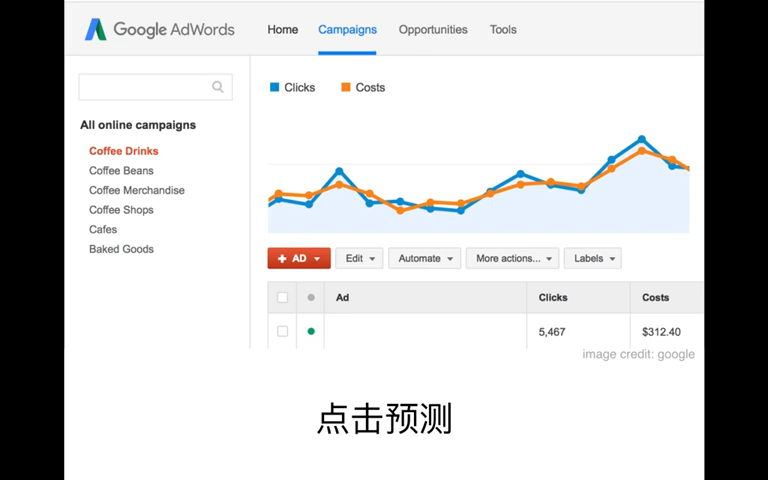 Google AdWords Home Campaigns Opportunities Tools
Clicks Costs
All online campaigns
Coffee Drinks
Coffee Beans
Coffee Merchandise
Coffee Shops
Cafes
Baked Goods
+ AD Edit Automate More actions... Labels
Ad Clicks Costs
5,467 $312.40
image credit: google
点击预测